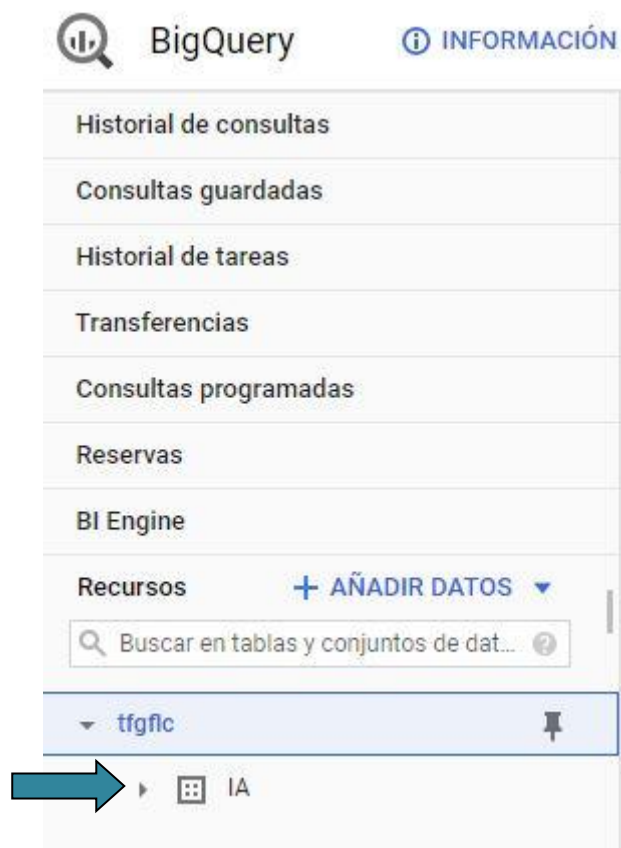 BigQuery INFORMACIÓN
Historial de consultas
Consultas guardadas
Historial de tareas
Transferencias
Consultas programadas
Reservas
BI Engine
Recursos + AÑADIR DATOS
Buscar en tablas y conjuntos de dat...
tfgflc
IA